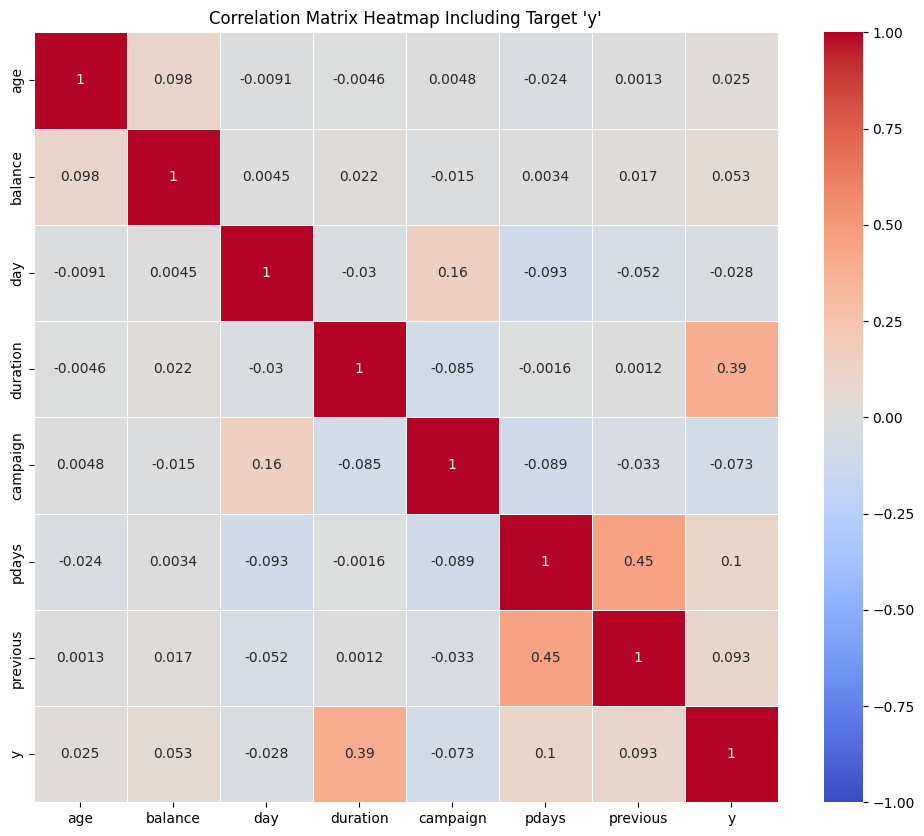 Correlation Matrix Heatmap Including Target 'y'
age 1 0.098 -0.0091 -0.0046 0.0048 -0.024 0.0013 0.025
balance 0.098 1 0.0045 0.022 -0.015 0.0034 0.017 0.053
day -0.0091 0.0045 1 -0.03 0.16 -0.093 -0.052 -0.028
duration -0.0046 0.022 -0.03 1 -0.085 -0.0016 0.0012 0.39
campaign 0.0048 -0.015 0.16 -0.085 1 -0.089 -0.033 -0.073
pdays -0.024 0.0034 -0.093 -0.0016 -0.089 1 0.45 0.1
previous 0.0013 0.017 -0.052 0.0012 -0.033 0.45 1 0.093
y 0.025 0.053 -0.028 0.39 -0.073 0.1 0.093 1
age balance day duration campaign pdays previous y
1.00
0.75
0.50
0.25
0.00
−0.25
−0.50
−0.75
−1.00